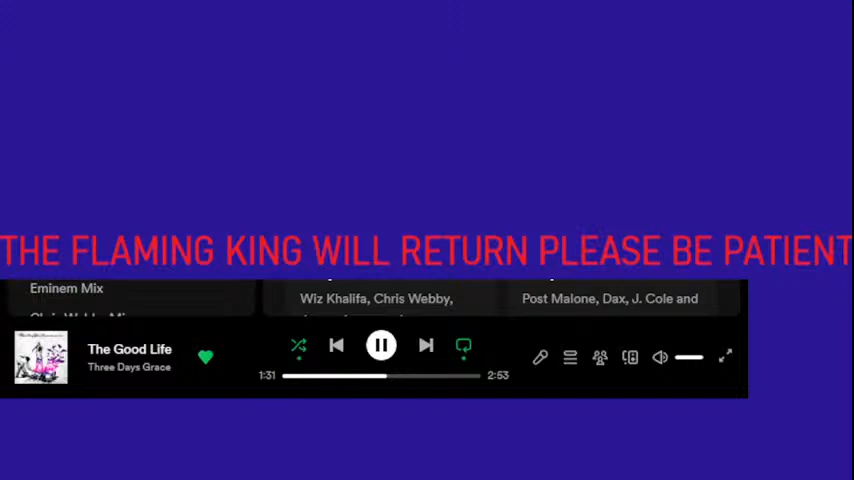 THE FLAMING KING WILL RETURN PLEASE BE PATIENT
Eminem Mix
Wiz Khalifa, Chris Webby,
Post Malone, Dax, J. Cole and
The Good Life
Three Days Grace
1:31
2:53